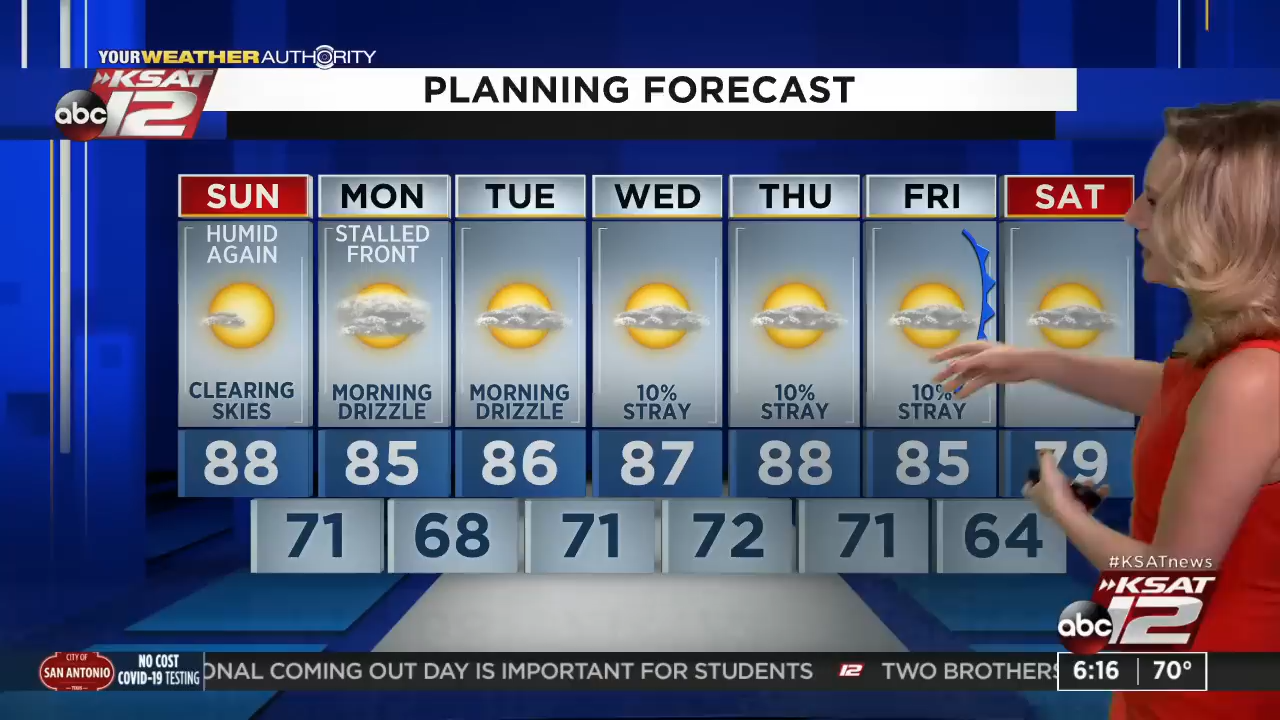 YOURWEATHERAUTHORITY
KSAT
abc 12
PLANNING FORECAST
SUN MON TUE WED THU FRI SAT
HUMID AGAIN
STALLED FRONT
CLEARING SKIES
MORNING DRIZZLE
MORNING DRIZZLE
10% STRAY
10% STRAY
10% STRAY
88 85 86 87 88 85 79
71 68 71 72 71 64
#KSATnews
KSAT
abc 12
CITY OF
SAN ANTONIO
NO COST
COVID-19 TESTING
ONAL COMING OUT DAY IS IMPORTANT FOR STUDENTS 12 TWO BROTHERS
6:16 70°